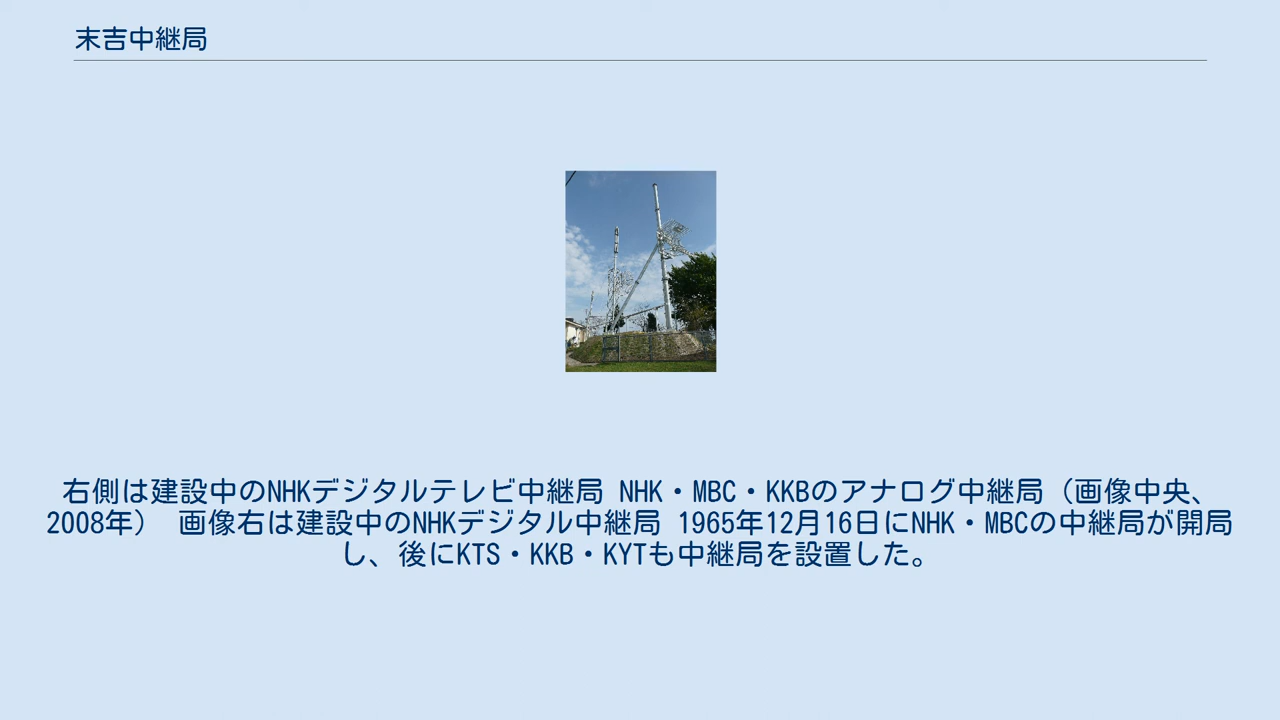 末吉中継局
右側は建設中のNHKデジタルテレビ中継局 NHK・MBC・KKBのアナログ中継局（画像中央、
2008年） 画像右は建設中のNHKデジタル中継局 1965年12月16日にNHK・MBCの中継局が開局
し、後にKTS・KKB・KYTも中継局を設置した。